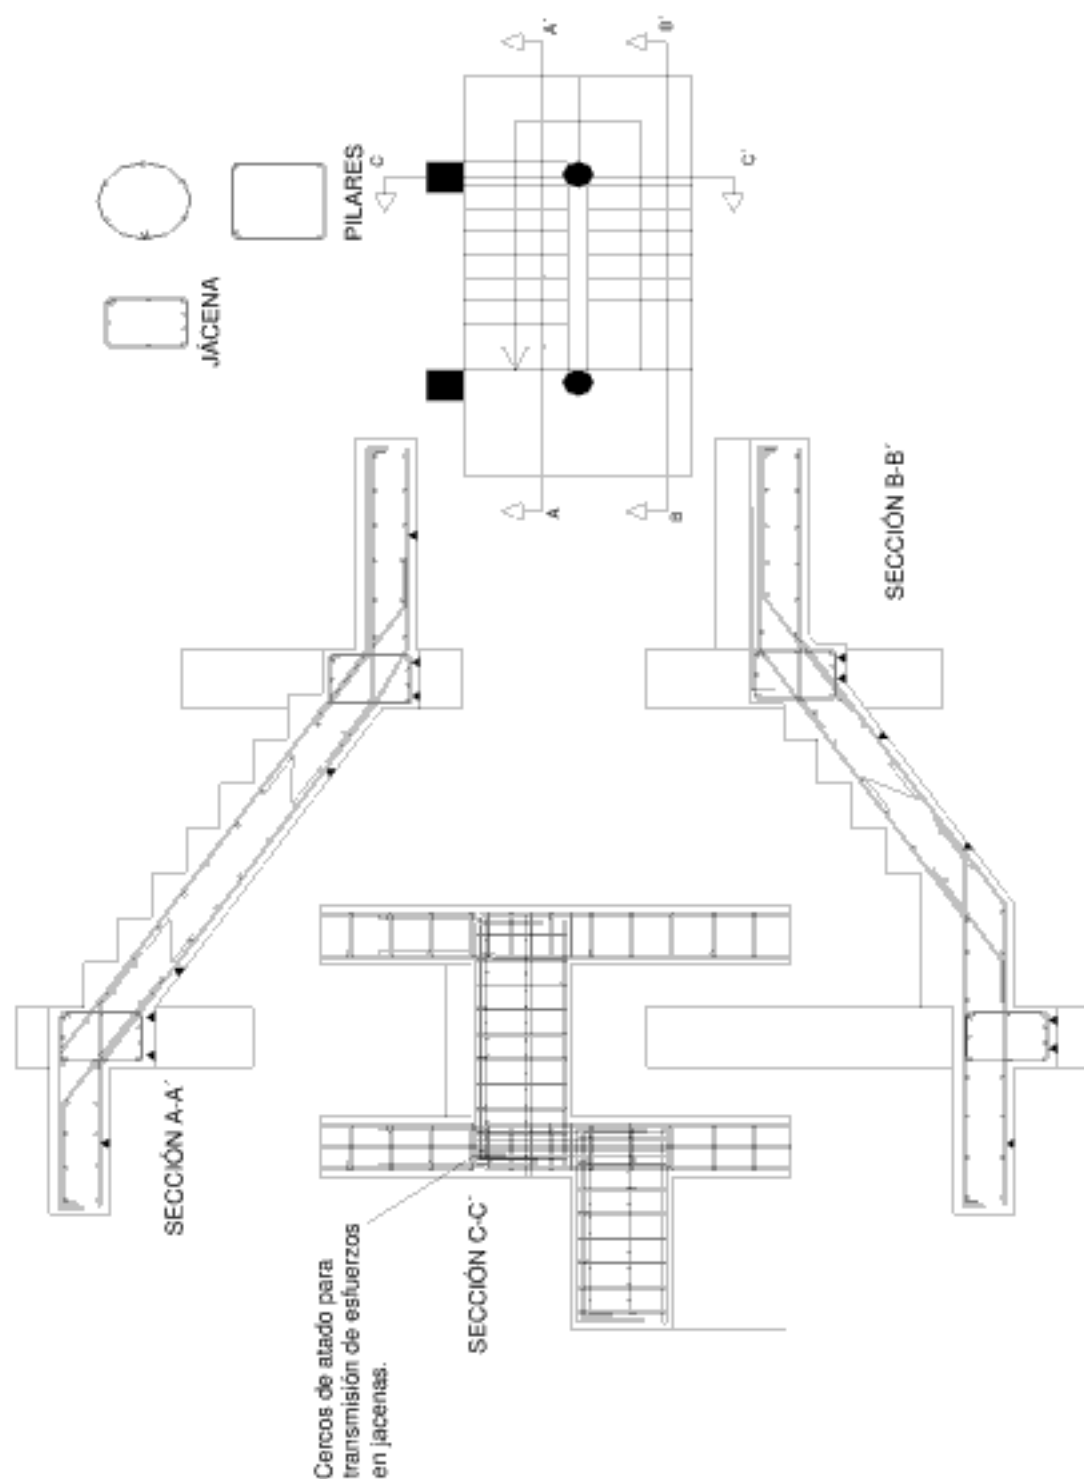 A´
B´
C
C´
A
B
PILARES
JÁCENA
SECCIÓN A-A´
SECCIÓN B-B´
SECCIÓN C-C´
Cercos de atado para
transmisión de esfuerzos
en jacenas.